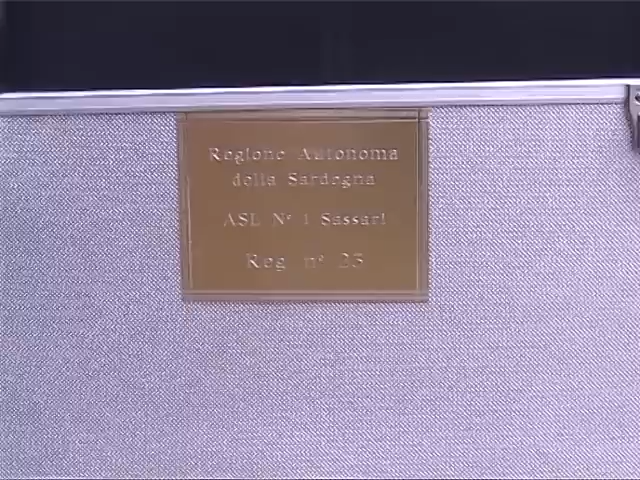 Regione Autonoma
della Sardegna
ASL N° 1 Sassari
Reg n° 23